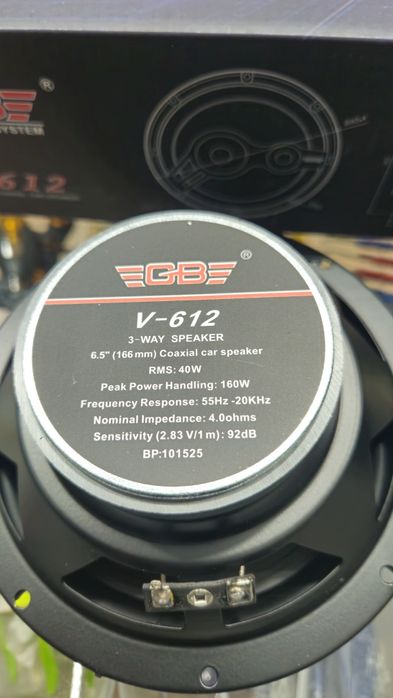 ®
SYSTEM
612
GB ®
V-612
3-WAY SPEAKER
6.5" (166 mm) Coaxial car speaker
RMS: 40W
Peak Power Handling: 160W
Frequency Response: 55Hz -20KHz
Nominal Impedance: 4.0ohms
Sensitivity (2.83 V/1 m): 92dB
BP:101525